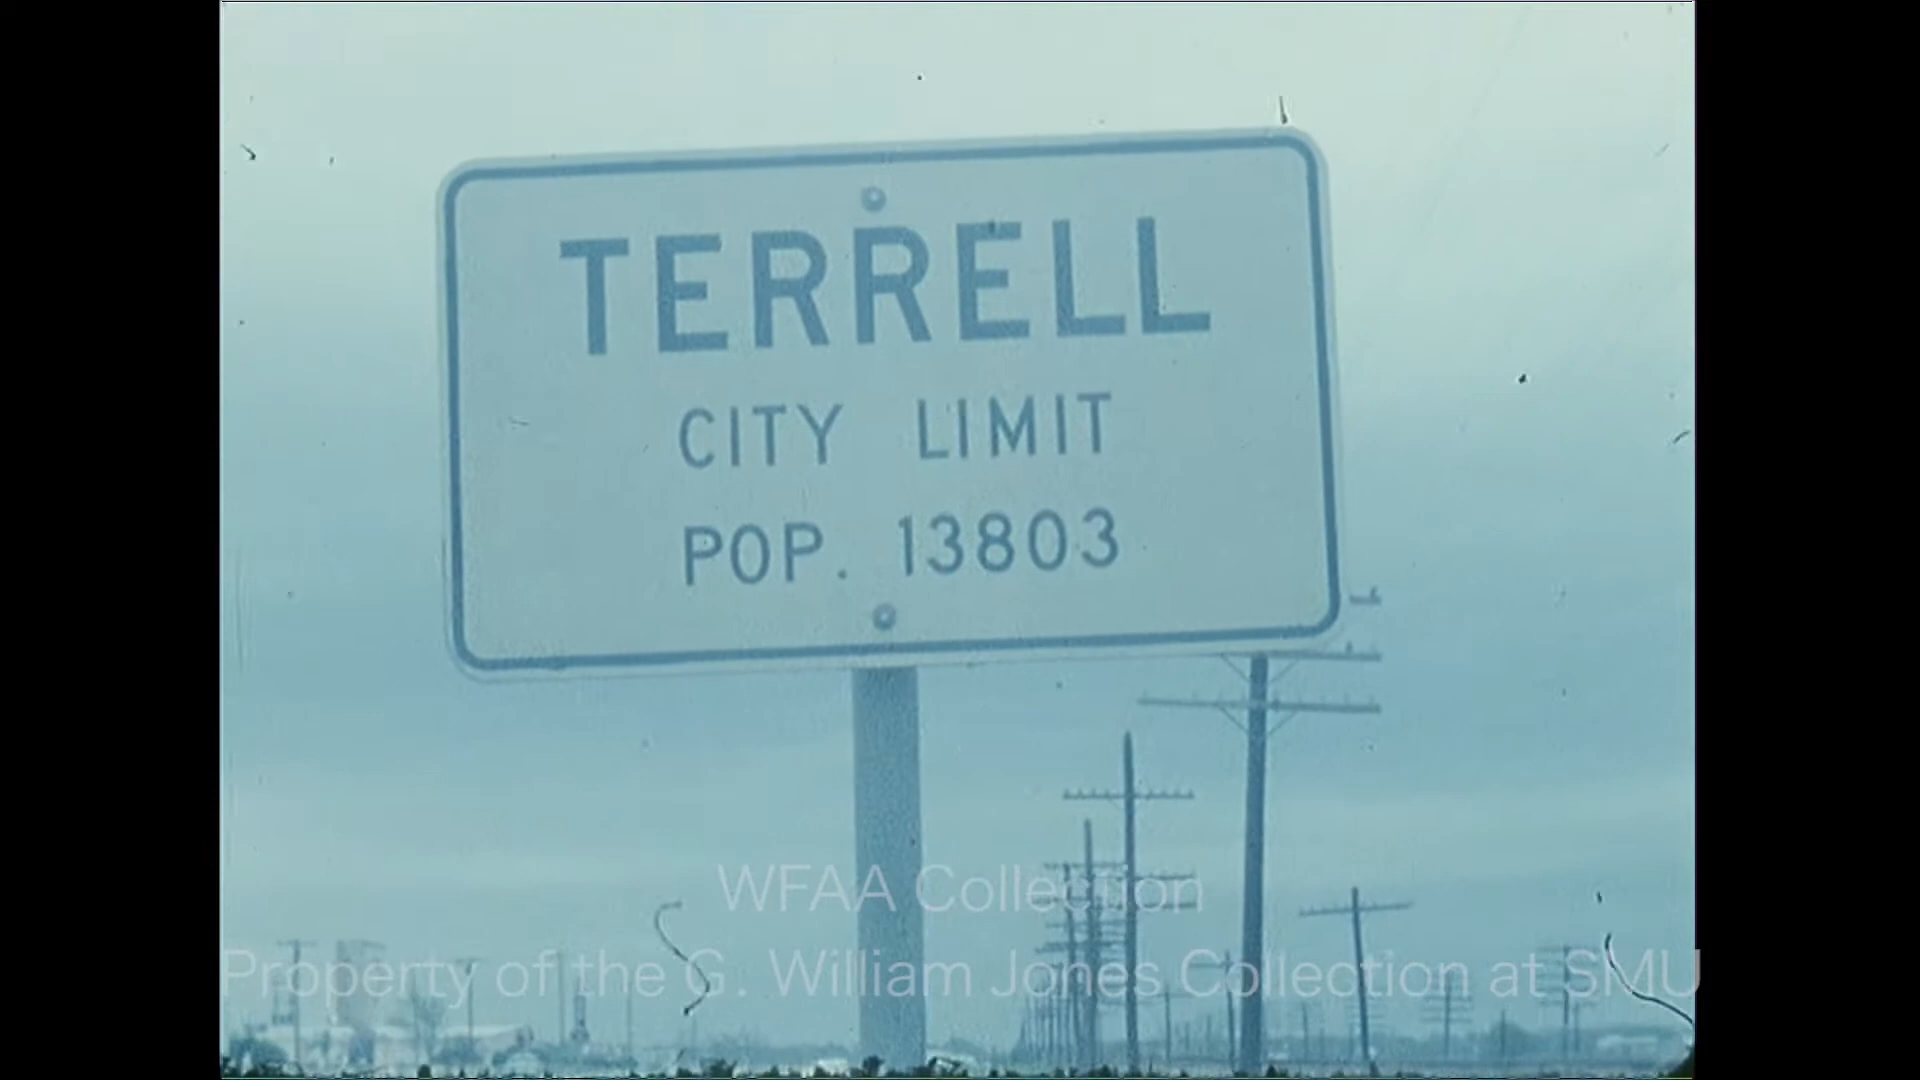 TERRELL
CITY LIMIT
POP. 13803
WFAA Collection
Property of the G. William Jones Collection at SMU